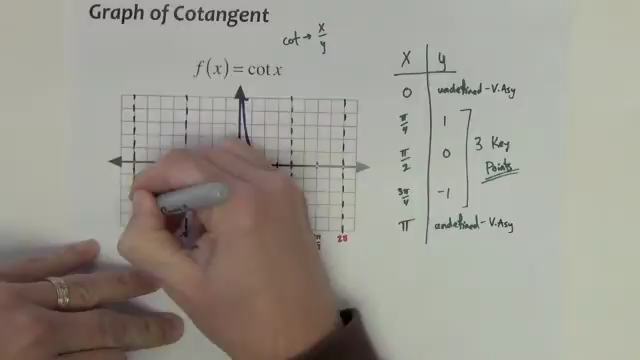 Graph of Cotangent
cot → x/y
f(x) = cot x
x y
0 undefined - V.Asy
π/4 1
π/2 0
3π/4 -1
π undefined - V.Asy
3 Key
Points
2π